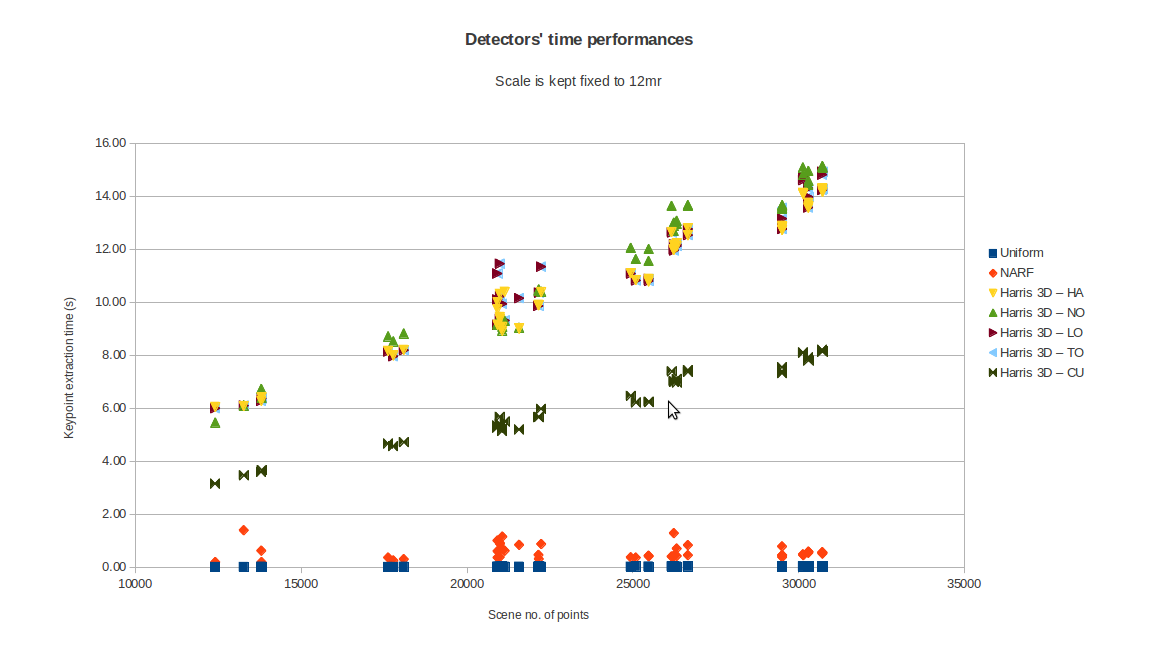 Detectors' time performances
Scale is kept fixed to 12mr
Keypoint extraction time (s)
16.00
14.00
12.00
10.00
8.00
6.00
4.00
2.00
0.00
10000 15000 20000 25000 30000 35000
Scene no. of points
Uniform
NARF
Harris 3D – HA
Harris 3D – NO
Harris 3D – LO
Harris 3D – TO
Harris 3D – CU